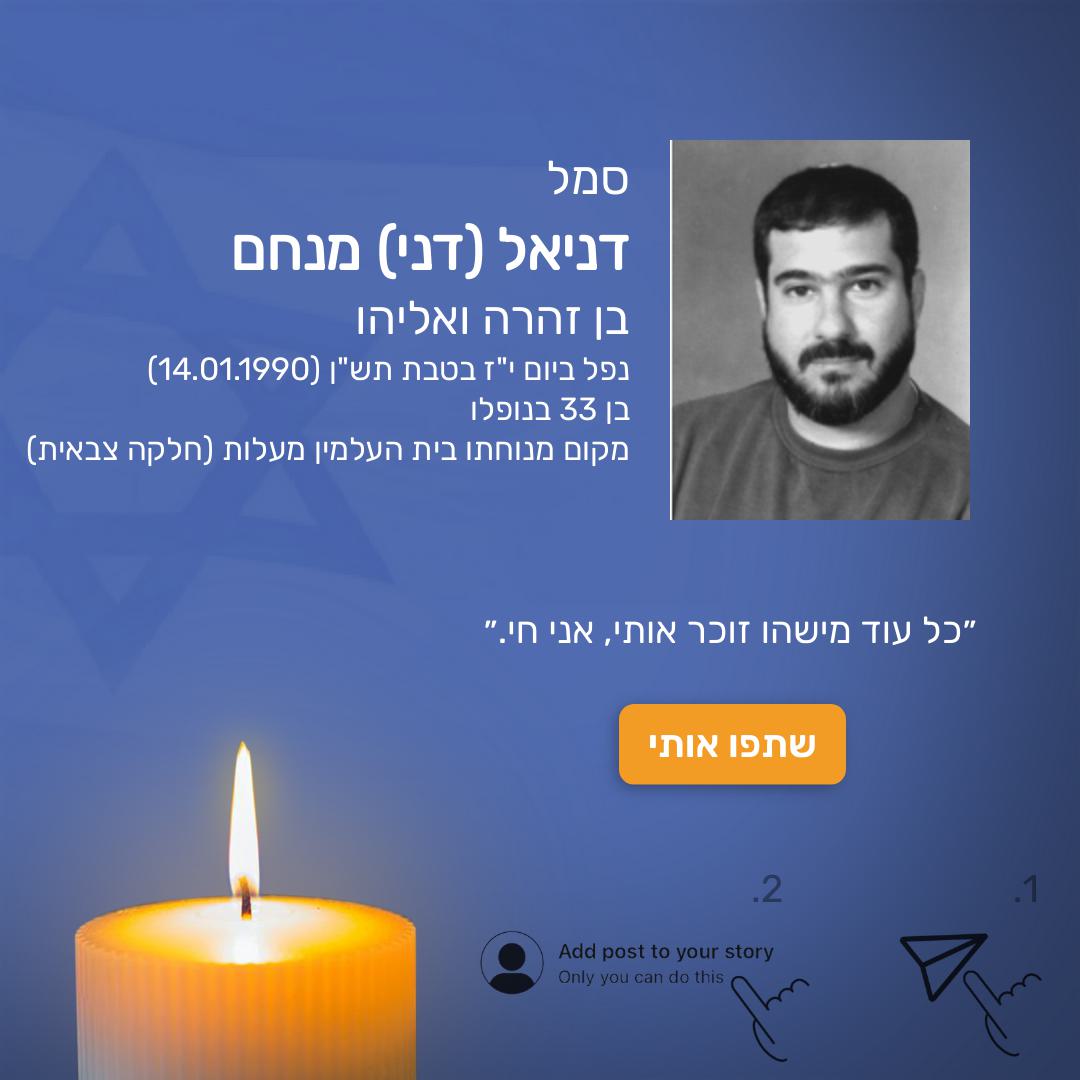 סמל
דניאל (דני) מנחם
בן זהרה ואליהו
נפל ביום י"ז בטבת תש"ן (14.01.1990)
בן 33 בנופלו
מקום מנוחתו בית העלמין מעלות (חלקה צבאית)
״כל עוד מישהו זוכר אותי, אני חי.״
שתפו אותי
1.
2.
Add post to your story
Only you can do this